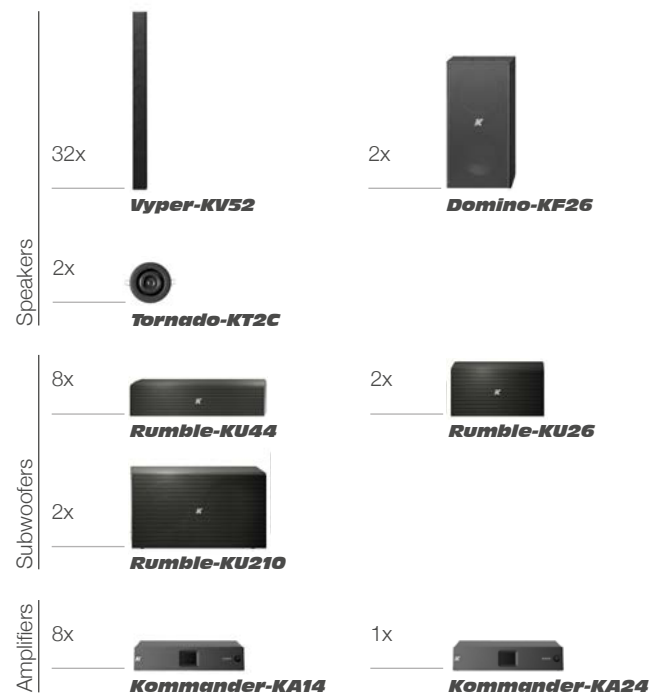 Speakers
32x
Vyper-KV52
2x
Domino-KF26
2x
Tornado-KT2C
Subwoofers
8x
K
Rumble-KU44
2x
K
Rumble-KU26
2x
K
Rumble-KU210
Amplifiers
8x
Kommander-KA14
1x
Kommander-KA24